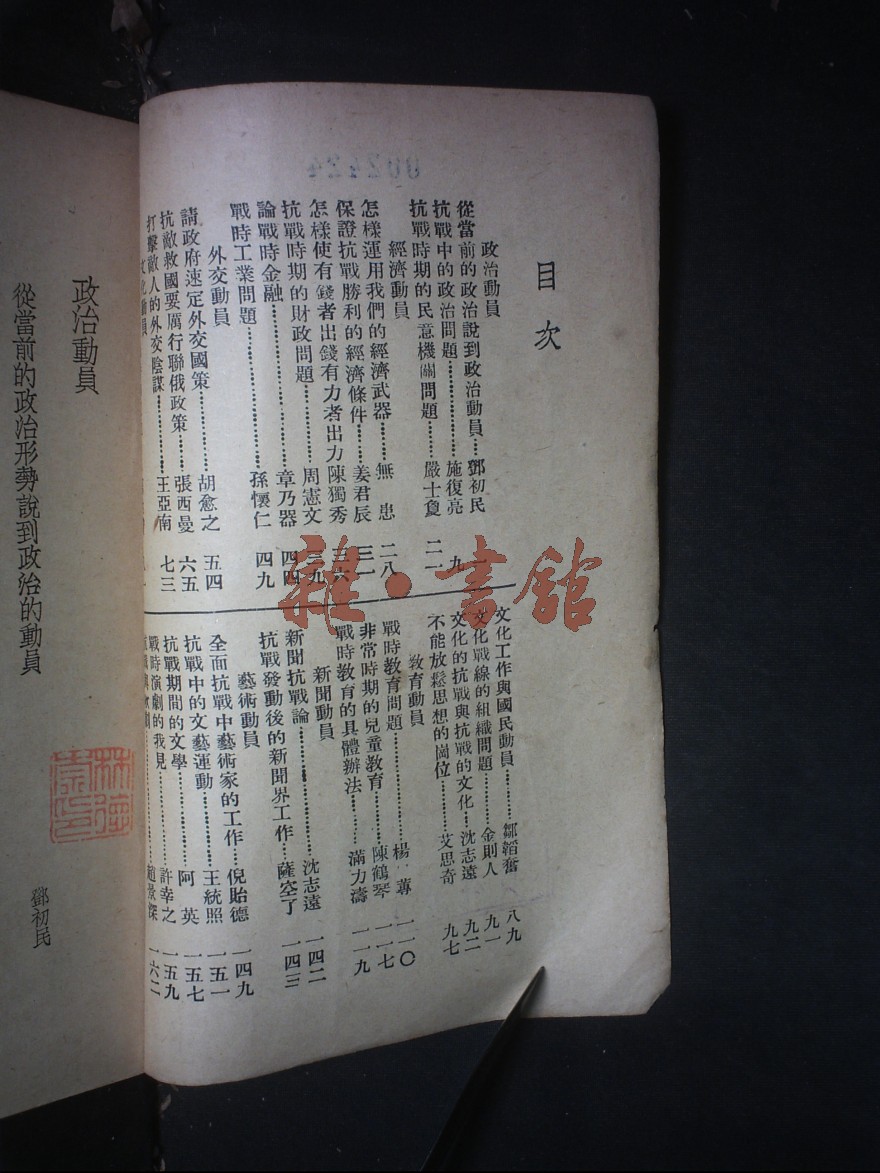 002424
目次
政治動員
從當前的政治說到政治動員……鄧初民
抗戰中的政治問題……施復亮 九
抗戰時期的民意機關問題……嚴士夐 二一
經濟動員
怎樣運用我們的經濟武器……無患 二八
保證抗戰勝利的經濟條件……姜君辰 三一
怎樣使有錢者出錢有力者出力 陳獨秀 三六
抗戰時期的財政問題……周憲文 三九
論戰時金融……章乃器 四四
戰時工業問題……孫懷仁 四九
外交動員
請政府速定外交國策……胡愈之 五四
抗敵救國要厲行聯俄政策……張西曼 六五
打擊敵人的外交陰謀……王亞南 七三
文化動員
文化工作與國民動員……鄒韜奮 八九
文化戰線的組織問題……金則人 九一
文化的抗戰與抗戰的文化……沈志遠 九二
不能放鬆思想的崗位……艾思奇 九七
教育動員
戰時教育問題……楊 一一〇
非常時期的兒童教育……陳鶴琴 一一七
戰時教育的具體辦法……滿力濤 一一九
新聞動員
新聞抗戰論……沈志遠 一四二
抗戰發動後的新聞界工作……薩空了 一四三
藝術動員
全面抗戰中藝術家的工作……倪貽德 一四九
抗戰中的文藝運動……王統照 一五一
抗戰期間的文學……阿英 一五七
戰時演劇的我見……許幸之 一五九
趙景深 一六二
政治動員
從當前的政治形勢說到政治的動員
鄧初民
雜·書館